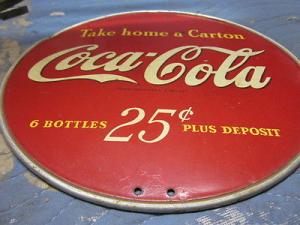 Take home a Carton
Coca-Cola
6 BOTTLES 25¢ PLUS DEPOSIT